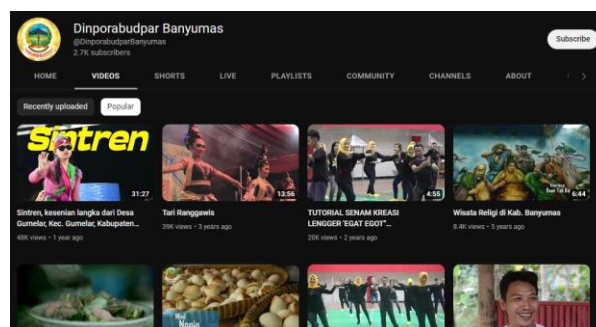 Dinporabudpar Banyumas
@DinporabudparBanyumas
2.7K subscribers
Subscribe
HOME VIDEOS SHORTS LIVE PLAYLISTS COMMUNITY CHANNELS ABOUT
Recently uploaded Popular
Sintren
31:27
13:56
4:55
6:44
Sintren, kesenian langka dari Desa
Gumelar, Kec. Gumelar, Kabupaten...
48K views • 1 year ago
Tari Ranggawis
39K views • 3 years ago
TUTORIAL SENAM KREASI
LENGGER 'EGAT EGOT"...
20K views • 2 years ago
Wisata Religi di Kab. Banyumas
8.4K views • 5 years ago
Mini
Nopia